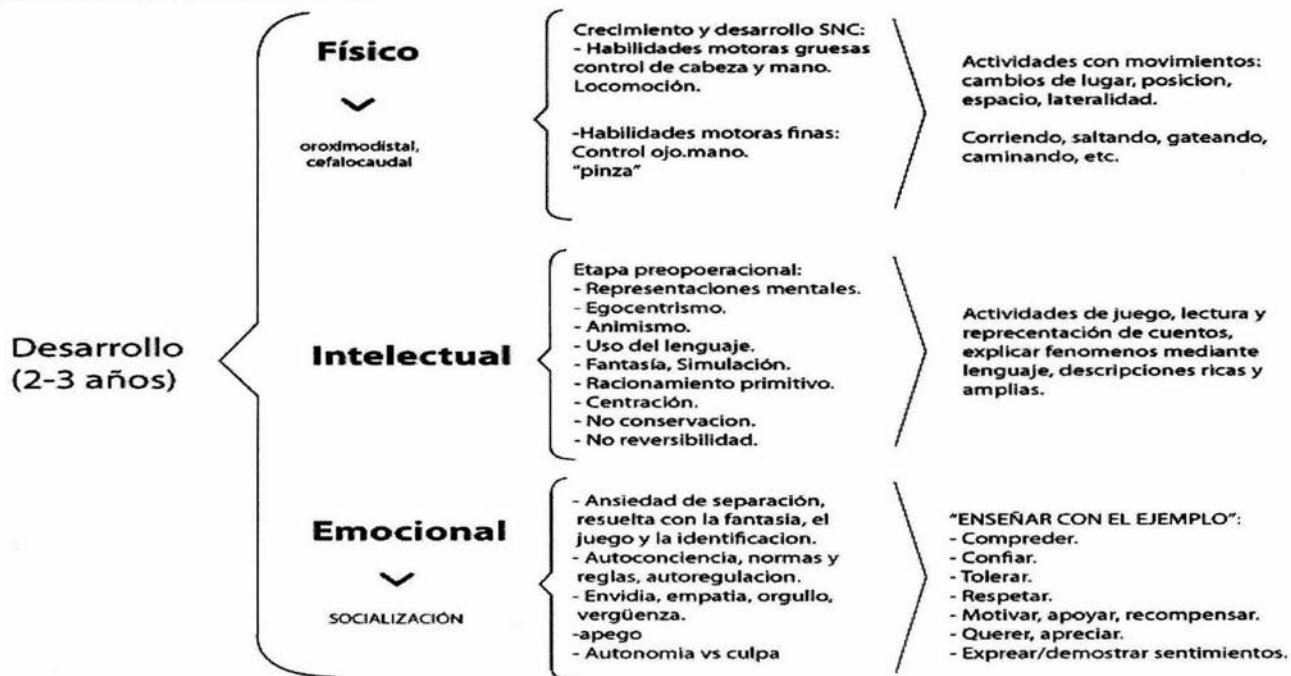 Desarrollo
(2-3 años)
Físico
oroximodistal,
cefalocaudal
Crecimiento y desarrollo SNC:
- Habilidades motoras gruesas
control de cabeza y mano.
Locomoción.
-Habilidades motoras finas:
Control ojo.mano.
"pinza"
Actividades con movimientos:
cambios de lugar, posicion,
espacio, lateralidad.
Corriendo, saltando, gateando,
caminando, etc.
Intelectual
Etapa preopoeracional:
- Representaciones mentales.
- Egocentrismo.
- Animismo.
- Uso del lenguaje.
- Fantasía, Simulación.
- Racionamiento primitivo.
- Centración.
- No conservacion.
- No reversibilidad.
Actividades de juego, lectura y
reprecentación de cuentos,
explicar fenomenos mediante
lenguaje, descripciones ricas y
amplias.
Emocional
SOCIALIZACIÓN
- Ansiedad de separación,
resuelta con la fantasia, el
juego y la identificacion.
- Autoconciencia, normas y
reglas, autoregulacion.
- Envidia, empatia, orgullo,
vergüenza.
-apego
- Autonomia vs culpa
"ENSEÑAR CON EL EJEMPLO":
- Compreder.
- Confiar.
- Tolerar.
- Respetar.
- Motivar, apoyar, recompensar.
- Querer, apreciar.
- Exprear/demostrar sentimientos.